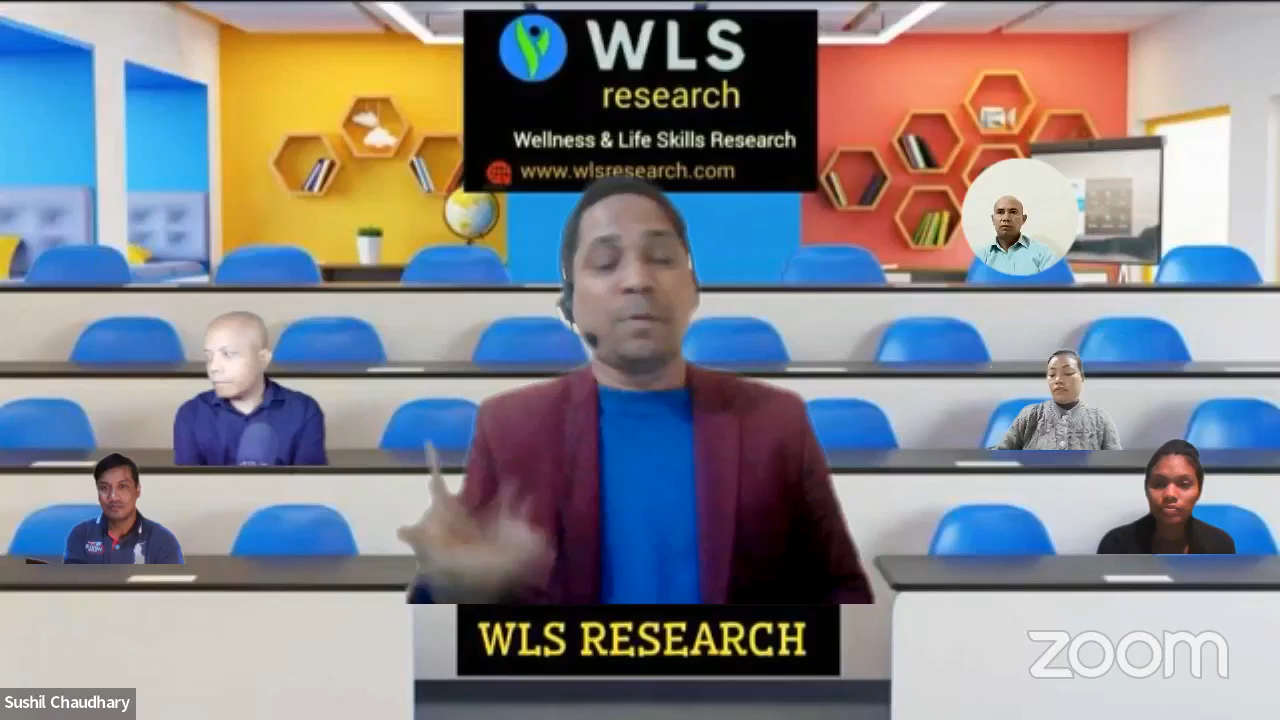 WLS
research
Wellness & Life Skills Research
www.wlsresearch.com
WLS RESEARCH
zoom
Sushil Chaudhary